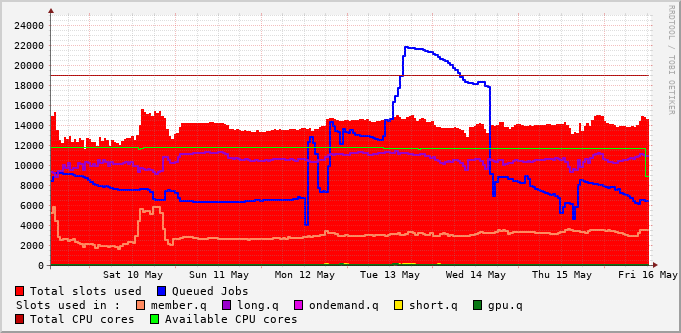 24000
22000
20000
18000
16000
14000
12000
10000
8000
6000
4000
2000
0
Sat 10 May Sun 11 May Mon 12 May Tue 13 May Wed 14 May Thu 15 May Fri 16 May
Total slots used Queued Jobs
Slots used in : member.q long.q ondemand.q short.q gpu.q
Total CPU cores Available CPU cores
RRDTOOL / TOBI OETIKER